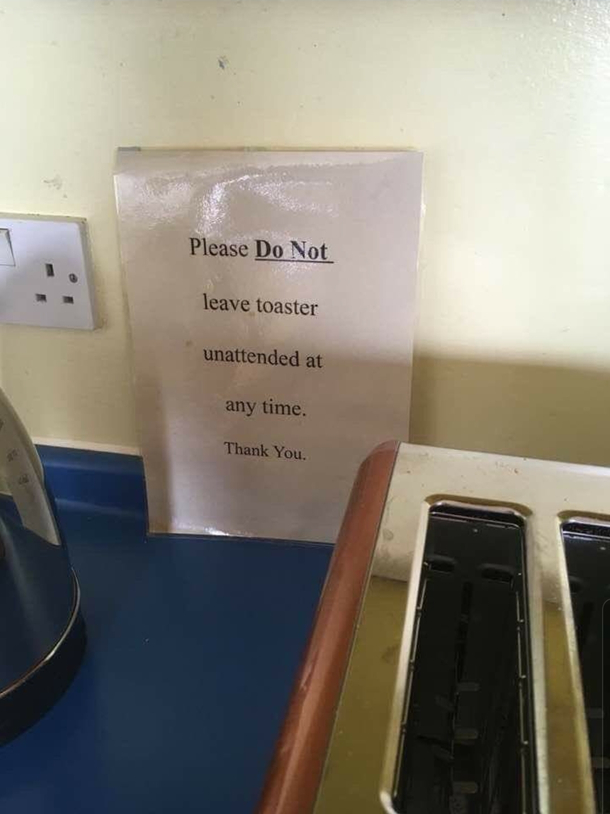 Please Do Not
leave toaster
unattended at
any time.
Thank You.